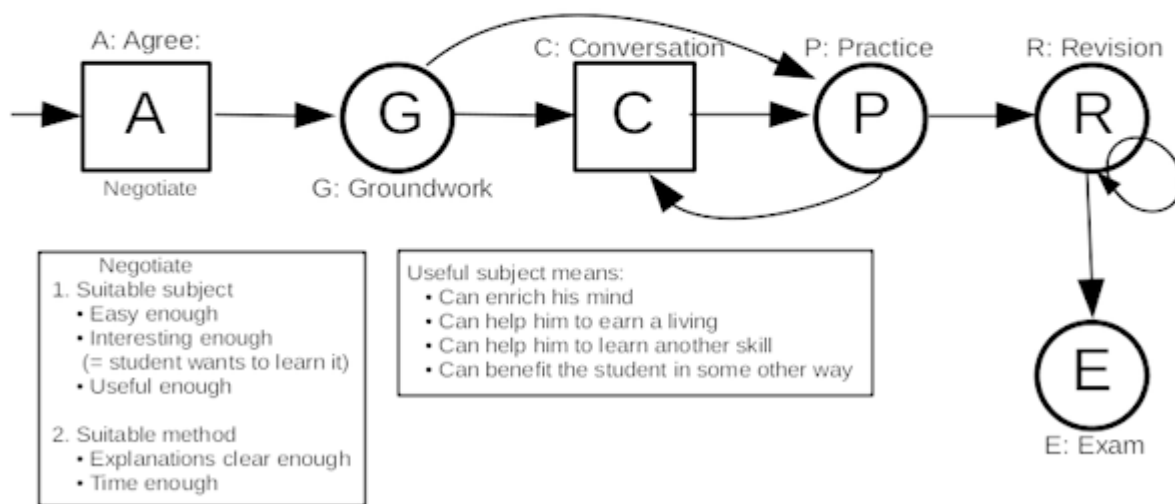 A: Agree:
C: Conversation
P: Practice
R: Revision
A
G
C
P
R
Negotiate
G: Groundwork
Negotiate
1. Suitable subject
• Easy enough
• Interesting enough
(= student wants to learn it)
• Useful enough
2. Suitable method
• Explanations clear enough
• Time enough
Useful subject means:
• Can enrich his mind
• Can help him to earn a living
• Can help him to learn another skill
• Can benefit the student in some other way
E
E: Exam